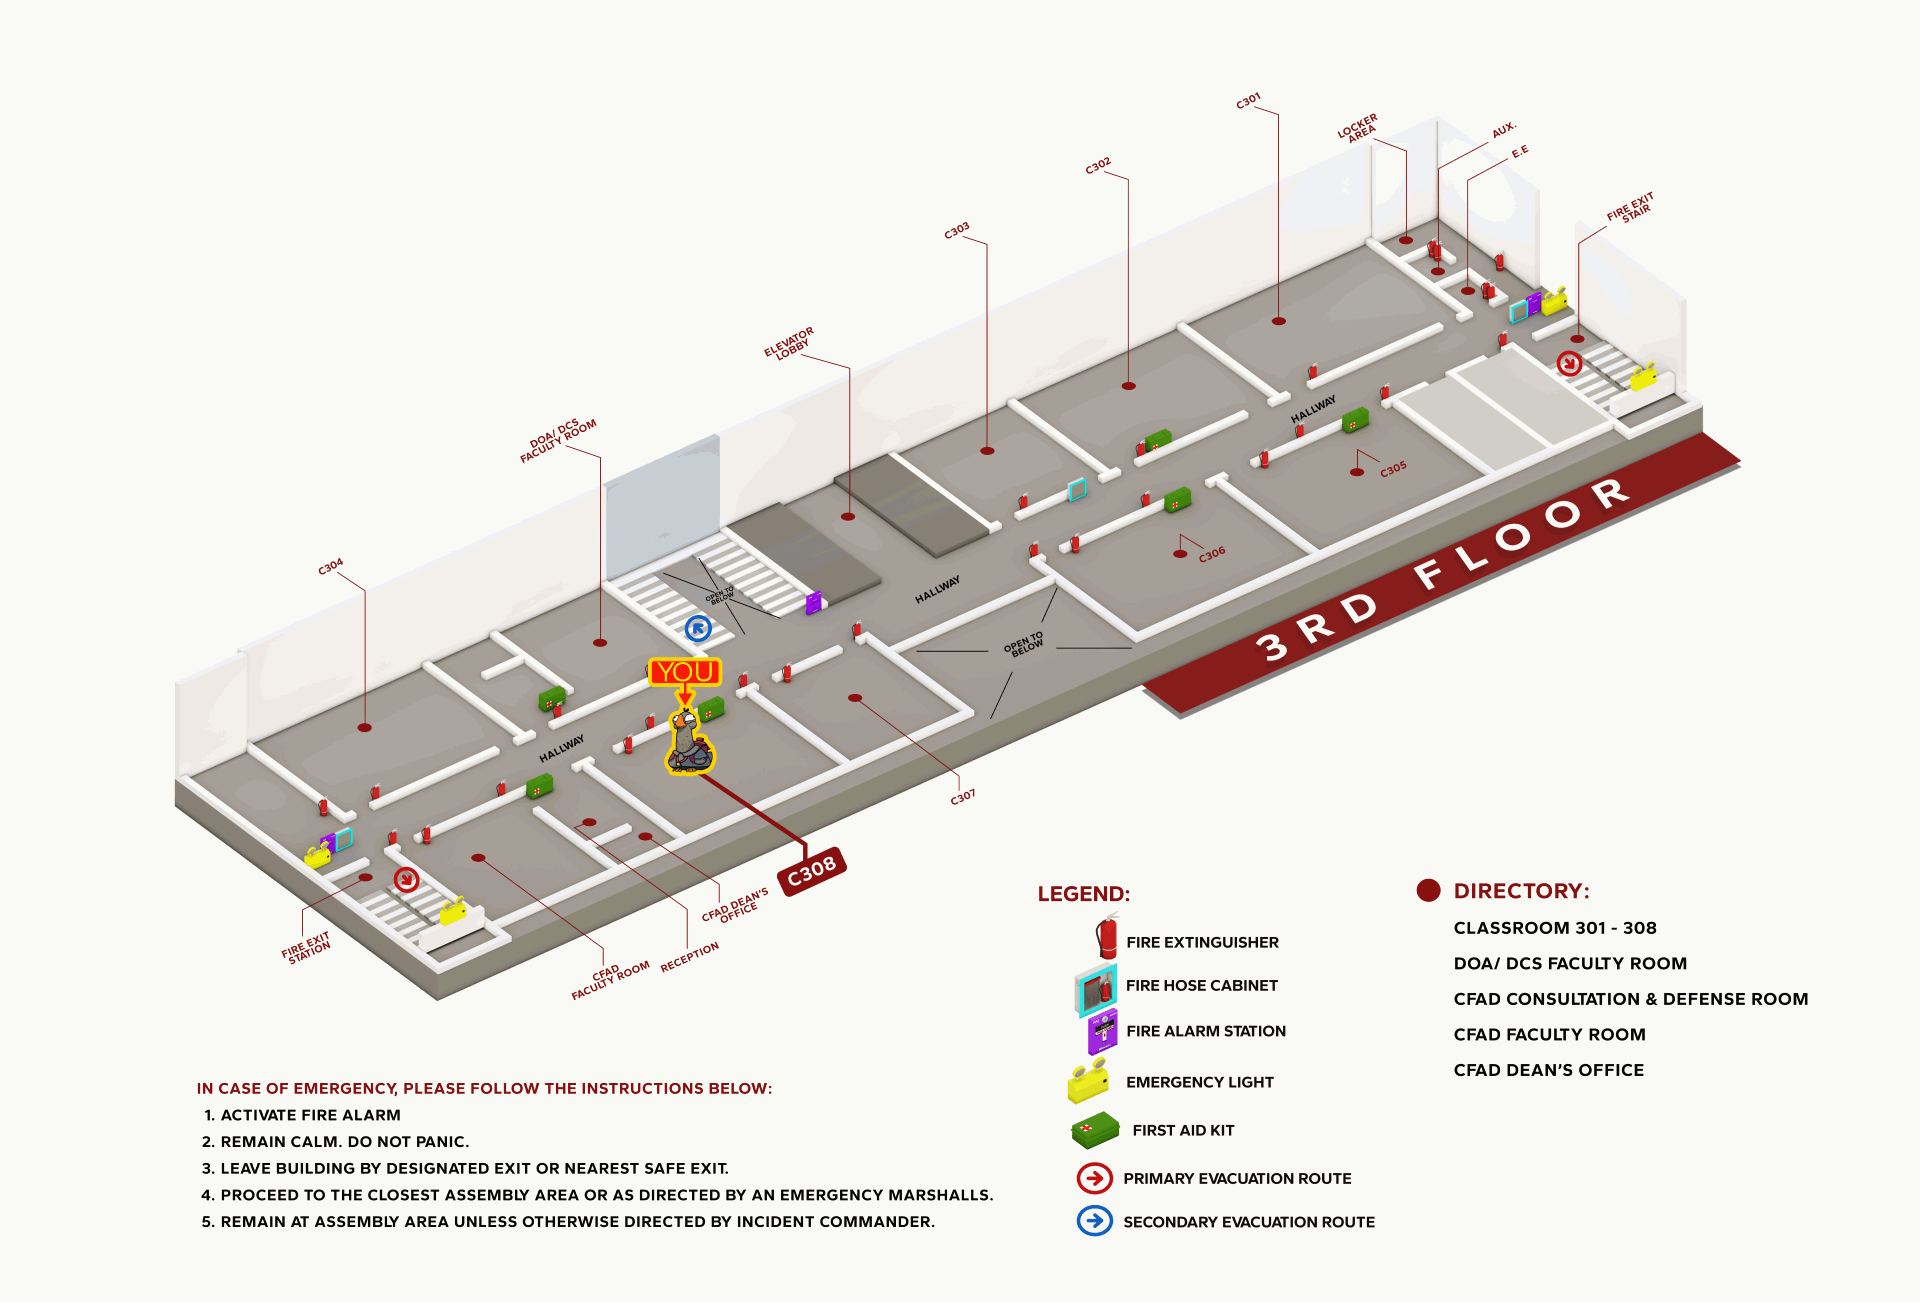 C301
LOCKER
AREA
AUX.
E.E
C302
FIRE EXIT
STAIR
C303
ELEVATOR
LOBBY
DOA/ DCS
FACULTY ROOM
HALLWAY
C305
C304
C306
3RD FLOOR
OPEN TO
BELOW
HALLWAY
OPEN TO
BELOW
YOU
HALLWAY
C307
C308
CFAD DEAN'S
OFFICE
FIRE EXIT
STATION
CFAD
FACULTY ROOM
RECEPTION
LEGEND:
FIRE EXTINGUISHER
FIRE HOSE CABINET
FIRE ALARM STATION
EMERGENCY LIGHT
FIRST AID KIT
PRIMARY EVACUATION ROUTE
SECONDARY EVACUATION ROUTE
DIRECTORY:
CLASSROOM 301 - 308
DOA/ DCS FACULTY ROOM
CFAD CONSULTATION & DEFENSE ROOM
CFAD FACULTY ROOM
CFAD DEAN'S OFFICE
IN CASE OF EMERGENCY, PLEASE FOLLOW THE INSTRUCTIONS BELOW:
1. ACTIVATE FIRE ALARM
2. REMAIN CALM. DO NOT PANIC.
3. LEAVE BUILDING BY DESIGNATED EXIT OR NEAREST SAFE EXIT.
4. PROCEED TO THE CLOSEST ASSEMBLY AREA OR AS DIRECTED BY AN EMERGENCY MARSHALLS.
5. REMAIN AT ASSEMBLY AREA UNLESS OTHERWISE DIRECTED BY INCIDENT COMMANDER.